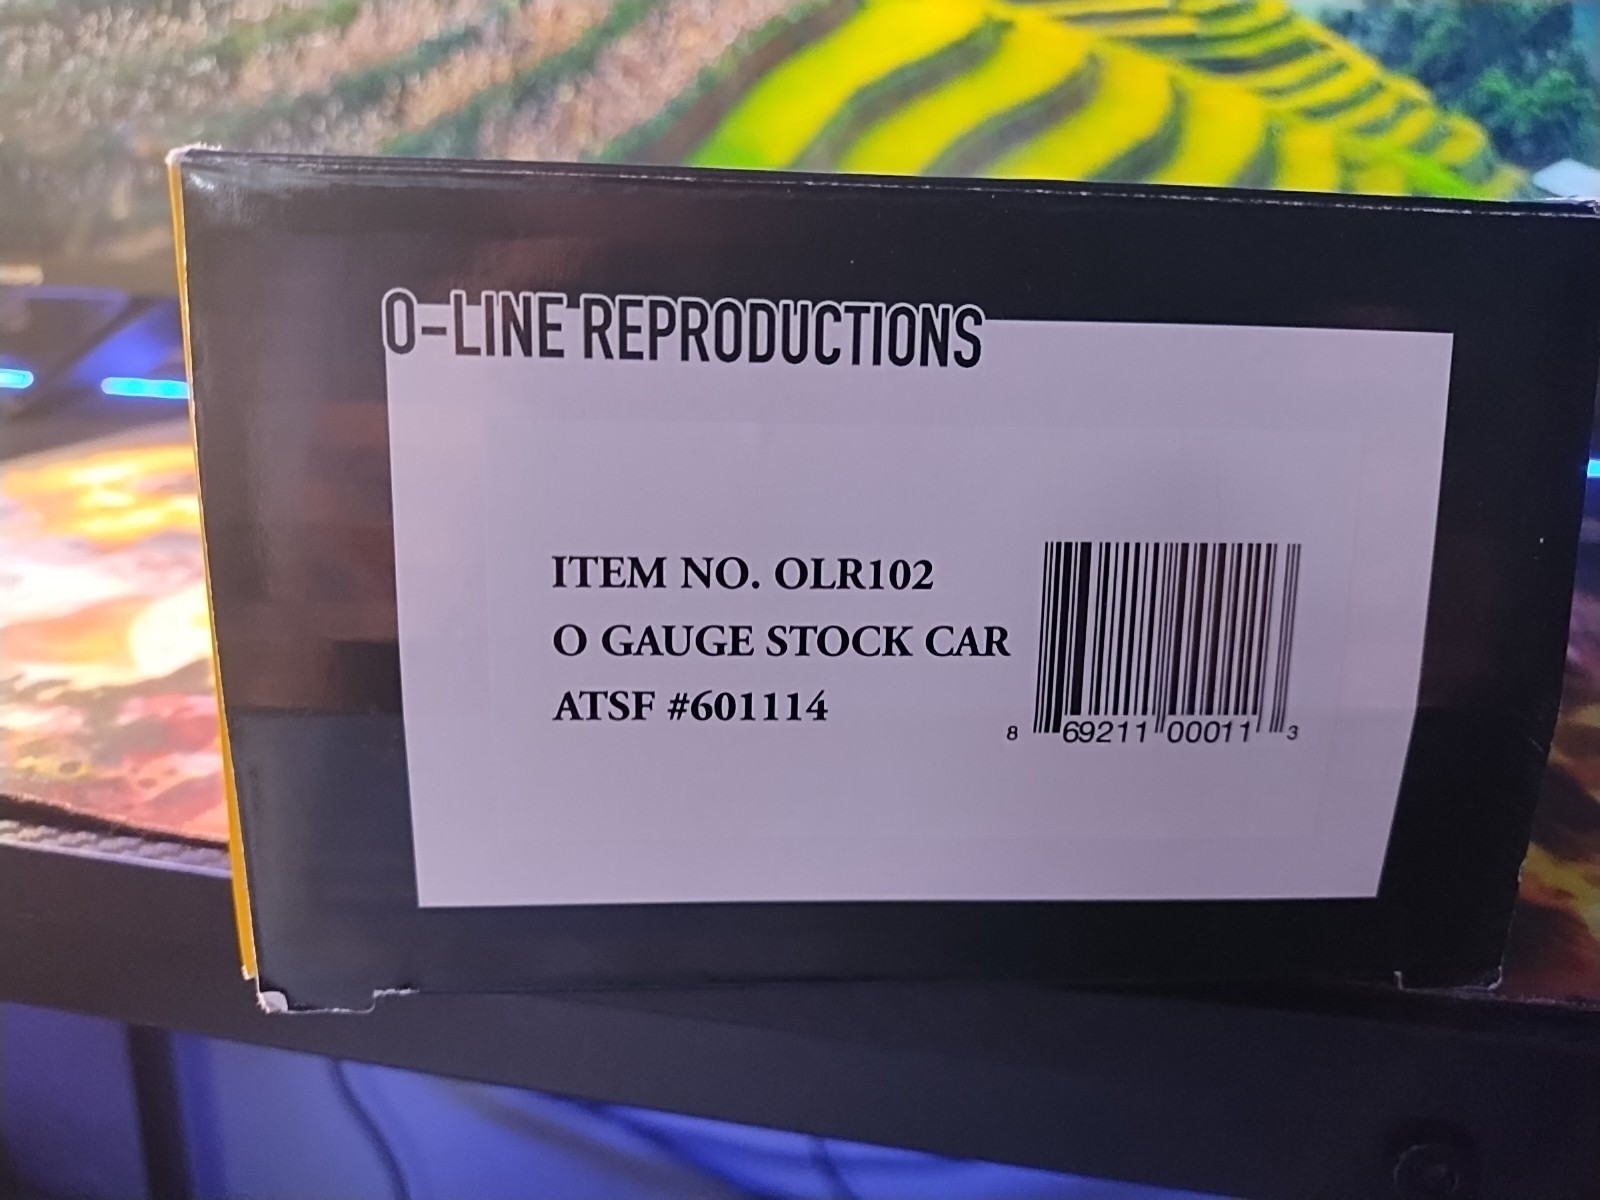 O-LINE REPRODUCTIONS
ITEM NO. OLR102
O GAUGE STOCK CAR
ATSF #601114
8 69211 00011 3